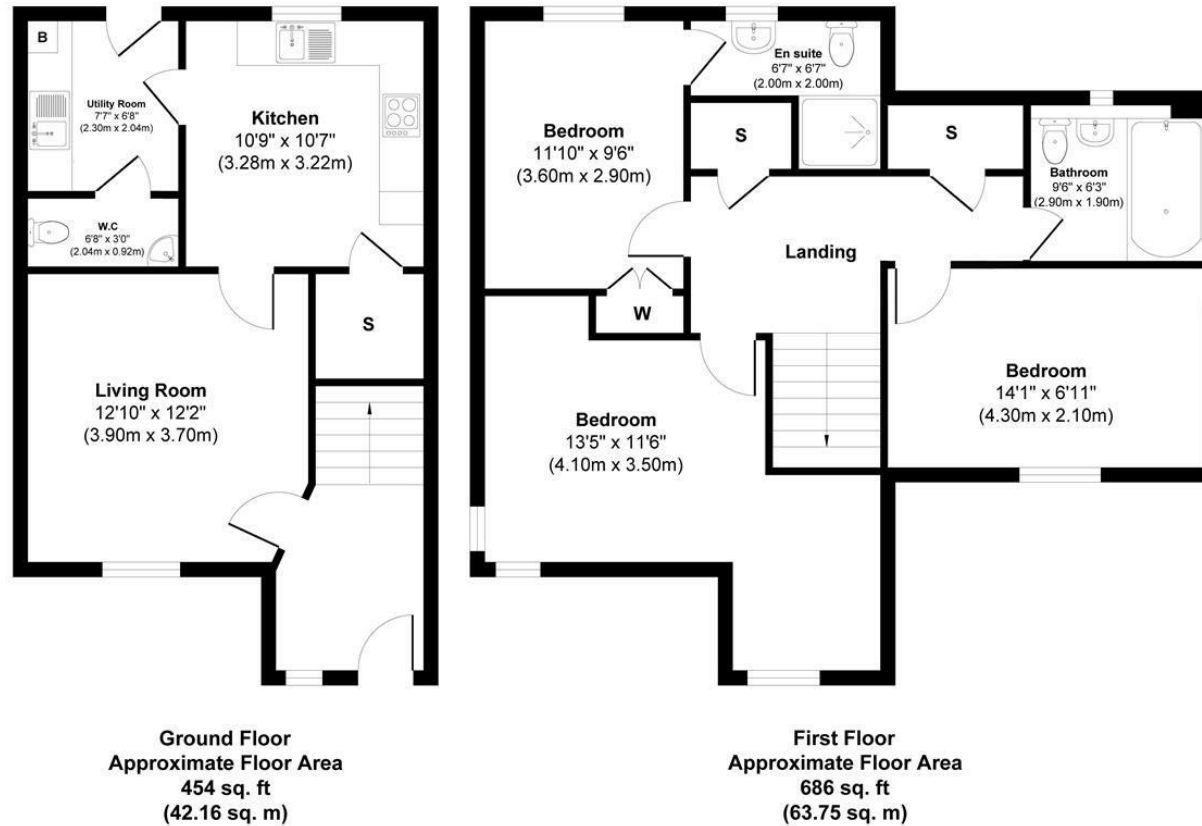 B
Utility Room
7'7" x 6'8"
(2.30m x 2.04m)
Kitchen
10'9" x 10'7"
(3.28m x 3.22m)
W.C
6'8" x 3'0"
(2.04m x 0.92m)
S
Living Room
12'10" x 12'2"
(3.90m x 3.70m)
Ground Floor
Approximate Floor Area
454 sq. ft
(42.16 sq. m)
En suite
6'7" x 6'7"
(2.00m x 2.00m)
Bedroom
11'10" x 9'6"
(3.60m x 2.90m)
S
S
Bathroom
9'6" x 6'3"
(2.90m x 1.90m)
Landing
W
Bedroom
14'1" x 6'11"
(4.30m x 2.10m)
Bedroom
13'5" x 11'6"
(4.10m x 3.50m)
First Floor
Approximate Floor Area
686 sq. ft
(63.75 sq. m)